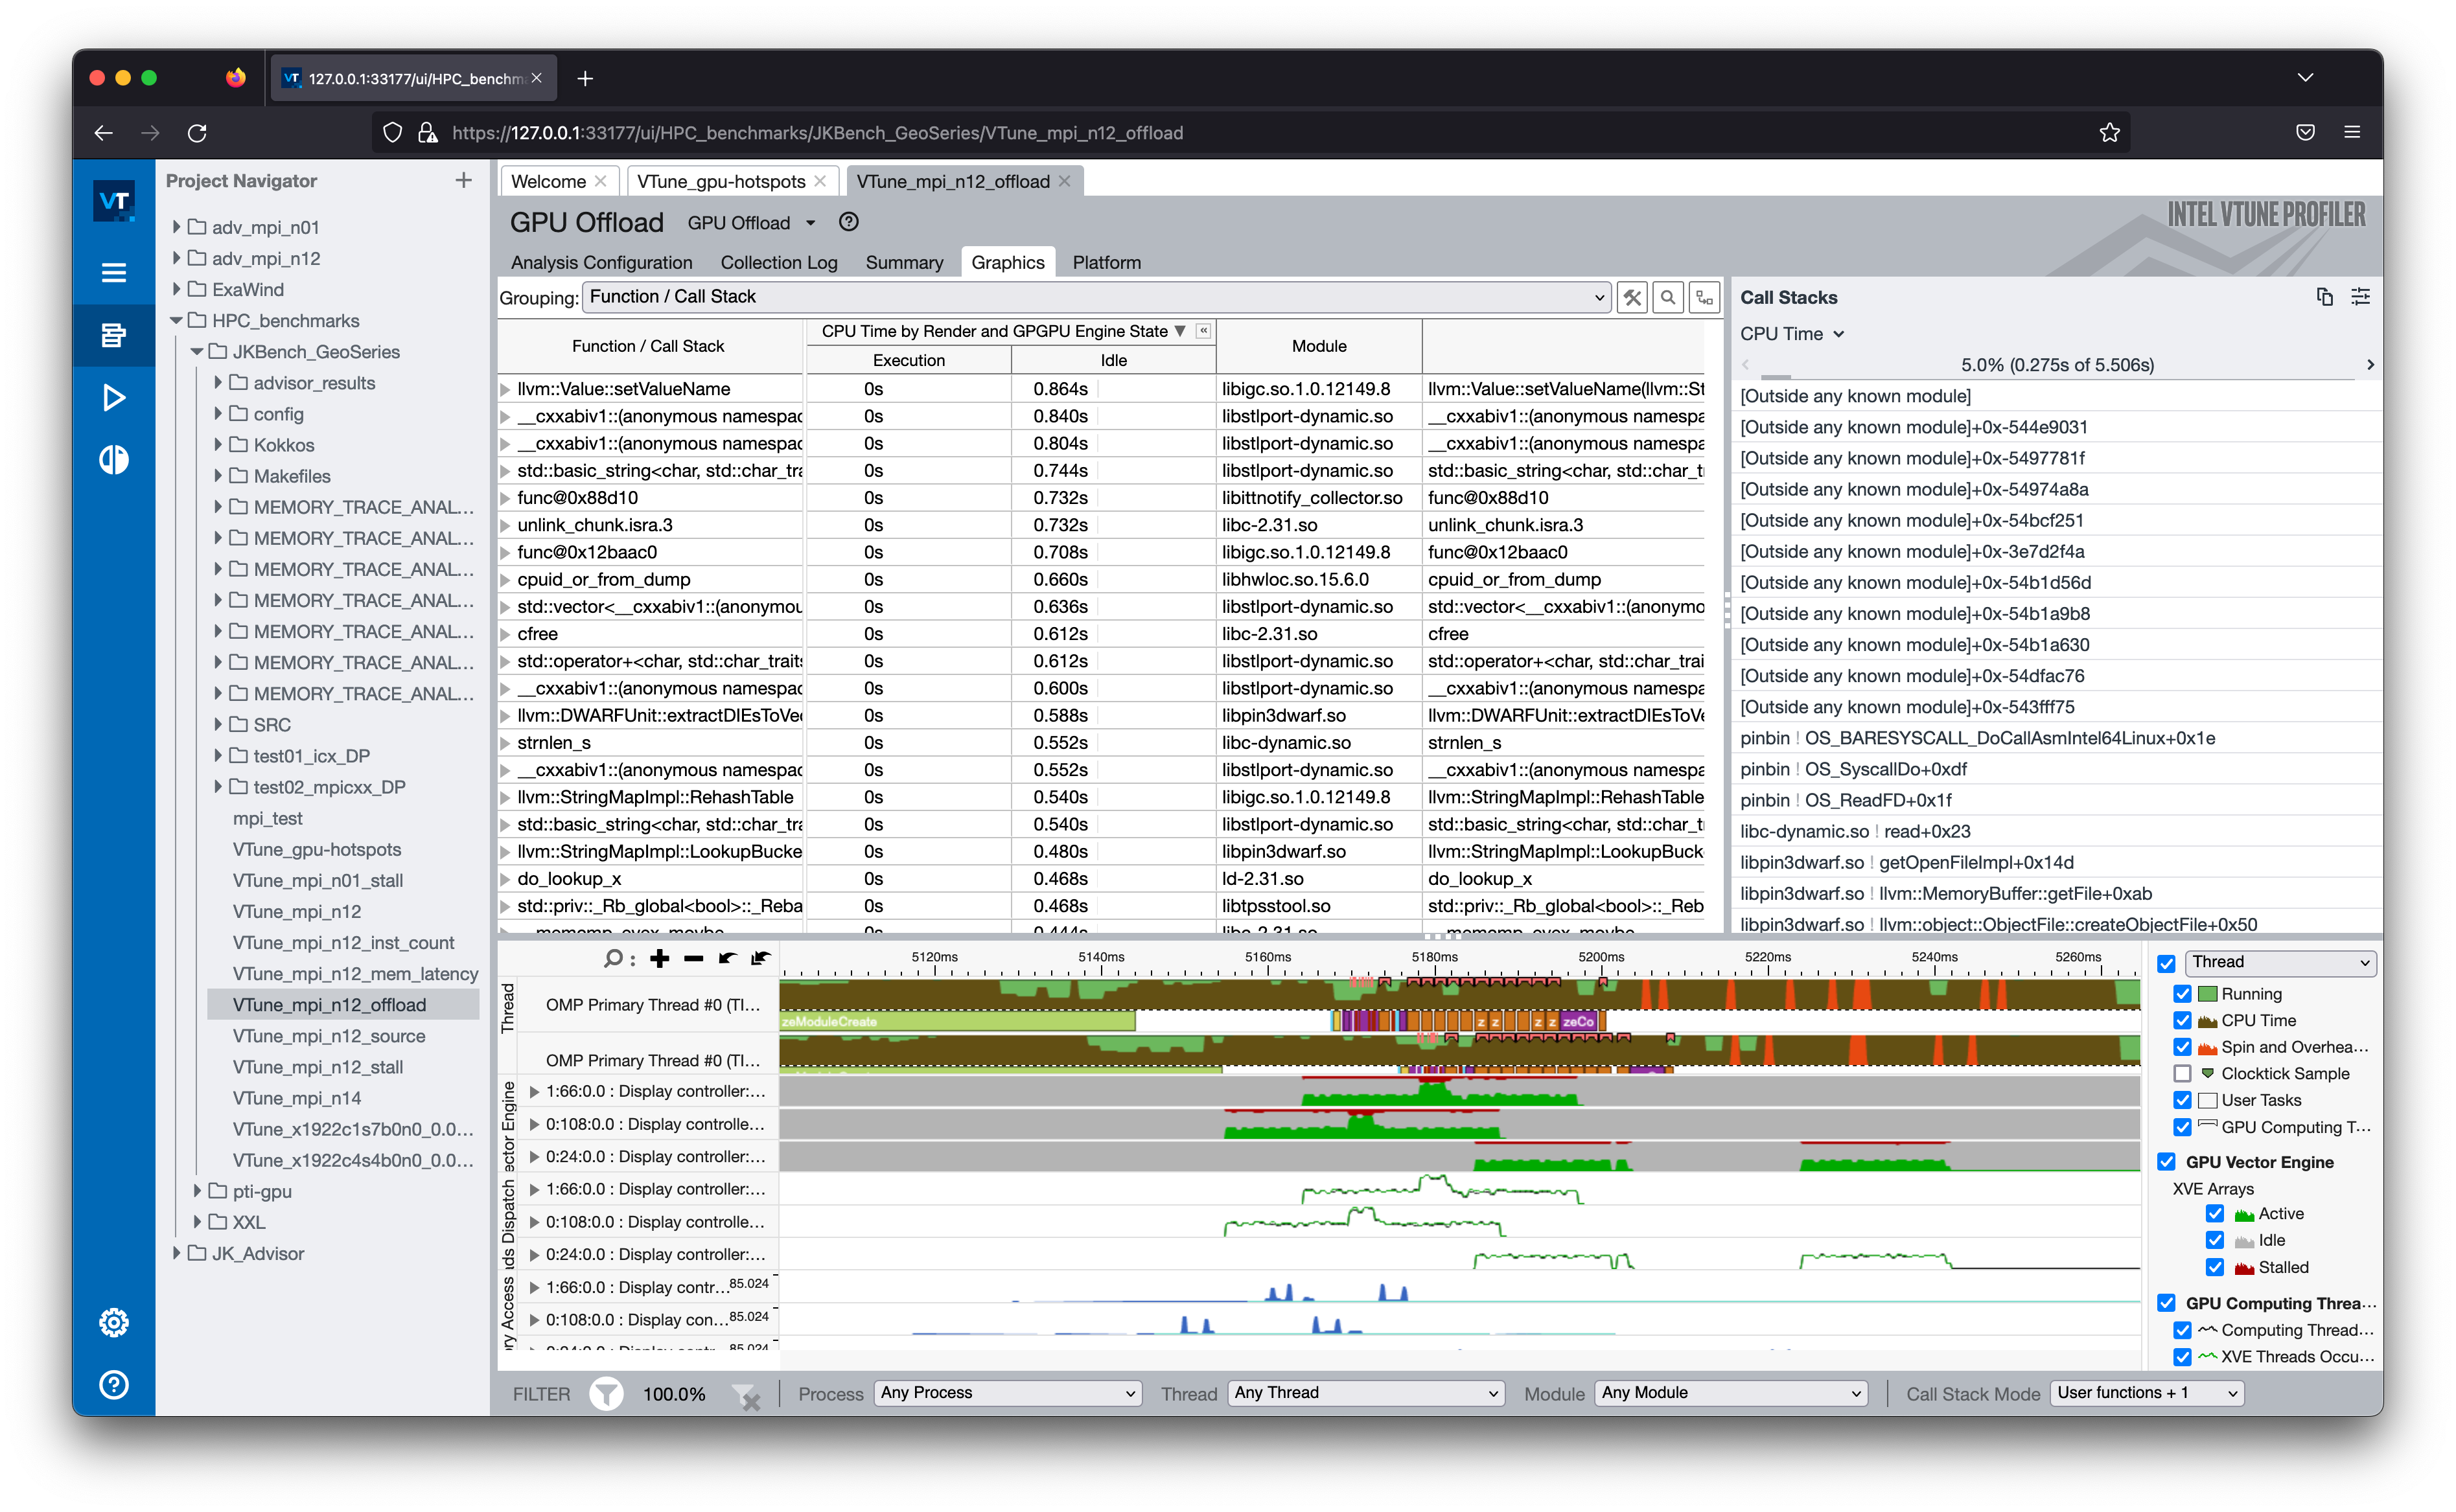 VT 127.0.0.1:33177/ui/HPC_benchm
https://127.0.0.1:33177/ui/HPC_benchmarks/JKBench_GeoSeries/VTune_mpi_n12_offload
VT
Project Navigator
adv_mpi_n01
adv_mpi_n12
ExaWind
HPC_benchmarks
JKBench_GeoSeries
advisor_results
config
Kokkos
Makefiles
MEMORY_TRACE_ANAL...
MEMORY_TRACE_ANAL...
MEMORY_TRACE_ANAL...
MEMORY_TRACE_ANAL...
MEMORY_TRACE_ANAL...
MEMORY_TRACE_ANAL...
MEMORY_TRACE_ANAL...
SRC
test01_icx_DP
test02_mpicxx_DP
mpi_test
VTune_gpu-hotspots
VTune_mpi_n01_stall
VTune_mpi_n12
VTune_mpi_n12_inst_count
VTune_mpi_n12_mem_latency
VTune_mpi_n12_offload
VTune_mpi_n12_source
VTune_mpi_n12_stall
VTune_mpi_n14
VTune_x1922c1s7b0n0_0.0...
VTune_x1922c4s4b0n0_0.0...
pti-gpu
XXL
JK_Advisor
Welcome VTune_gpu-hotspots VTune_mpi_n12_offload
GPU Offload GPU Offload
INTEL VTUNE PROFILER
Analysis Configuration Collection Log Summary Graphics Platform
Grouping: Function / Call Stack
Function / Call Stack CPU Time by Render and GPGPU Engine State Module
Execution Idle
llvm::Value::setValueName 0s 0.864s libigc.so.1.0.12149.8 llvm::Value::setValueName(llvm::St
__cxxabiv1::(anonymous namespac 0s 0.840s libstlport-dynamic.so __cxxabiv1::(anonymous namespa
__cxxabiv1::(anonymous namespac 0s 0.804s libstlport-dynamic.so __cxxabiv1::(anonymous namespa
std::basic_string<char, std::char_tra 0s 0.744s libstlport-dynamic.so std::basic_string<char, std::char_t
func@0x88d10 0s 0.732s libittnotify_collector.so func@0x88d10
unlink_chunk.isra.3 0s 0.732s libc-2.31.so unlink_chunk.isra.3
func@0x12baac0 0s 0.708s libigc.so.1.0.12149.8 func@0x12baac0
cpuid_or_from_dump 0s 0.660s libhwloc.so.15.6.0 cpuid_or_from_dump
std::vector<__cxxabiv1::(anonymou 0s 0.636s libstlport-dynamic.so std::vector<__cxxabiv1::(anonymo
cfree 0s 0.612s libc-2.31.so cfree
std::operator+<char, std::char_traits 0s 0.612s libstlport-dynamic.so std::operator+<char, std::char_trai
__cxxabiv1::(anonymous namespac 0s 0.600s libstlport-dynamic.so __cxxabiv1::(anonymous namespa
llvm::DWARFUnit::extractDIEsToVe 0s 0.588s libpin3dwarf.so llvm::DWARFUnit::extractDIEsToVe
strnlen_s 0s 0.552s libc-dynamic.so strnlen_s
__cxxabiv1::(anonymous namespac 0s 0.552s libstlport-dynamic.so __cxxabiv1::(anonymous namespa
llvm::StringMapImpl::RehashTable 0s 0.540s libigc.so.1.0.12149.8 llvm::StringMapImpl::RehashTable
std::basic_string<char, std::char_tra 0s 0.540s libstlport-dynamic.so std::basic_string<char, std::char_t
llvm::StringMapImpl::LookupBucke 0s 0.480s libpin3dwarf.so llvm::StringMapImpl::LookupBuck
do_lookup_x 0s 0.468s ld-2.31.so do_lookup_x
std::priv::_Rb_global<bool>::_Reba 0s 0.468s libtpsstool.so std::priv::_Rb_global<bool>::_Reb
Call Stacks
CPU Time
5.0% (0.275s of 5.506s)
[Outside any known module]
[Outside any known module]+0x-544e9031
[Outside any known module]+0x-5497781f
[Outside any known module]+0x-54974a8a
[Outside any known module]+0x-54bcf251
[Outside any known module]+0x-3e7d2f4a
[Outside any known module]+0x-54b1d56d
[Outside any known module]+0x-54b1a9b8
[Outside any known module]+0x-54b1a630
[Outside any known module]+0x-54dfac76
[Outside any known module]+0x-543fff75
pinbin ! OS_BARESYSCALL_DoCallAsmIntel64Linux+0x1e
pinbin ! OS_SyscallDo+0xdf
pinbin ! OS_ReadFD+0x1f
libc-dynamic.so ! read+0x23
libpin3dwarf.so ! getOpenFileImpl+0x14d
libpin3dwarf.so ! llvm::MemoryBuffer::getFile+0xab
libpin3dwarf.so ! llvm::object::ObjectFile::createObjectFile+0x50
5120ms 5140ms 5160ms 5180ms 5200ms 5220ms 5240ms 5260ms
Thread
OMP Primary Thread #0 (TI...
zeModuleCreate z z z z zeCo
OMP Primary Thread #0 (TI...
ector Engine
1:66:0.0 : Display controller:...
0:108:0.0 : Display controlle...
0:24:0.0 : Display controller:...
ads Dispatch
1:66:0.0 : Display controller:...
0:108:0.0 : Display controlle...
0:24:0.0 : Display controller:...
ory Access
1:66:0.0 : Display contr... 85.024
0:108:0.0 : Display con... 85.024
85.024
Thread
Running
CPU Time
Spin and Overhea...
Clocktick Sample
User Tasks
GPU Computing T...
GPU Vector Engine
XVE Arrays
Active
Idle
Stalled
GPU Computing Threa...
Computing Thread...
XVE Threads Occu...
FILTER 100.0% Process Any Process Thread Any Thread Module Any Module Call Stack Mode User functions + 1